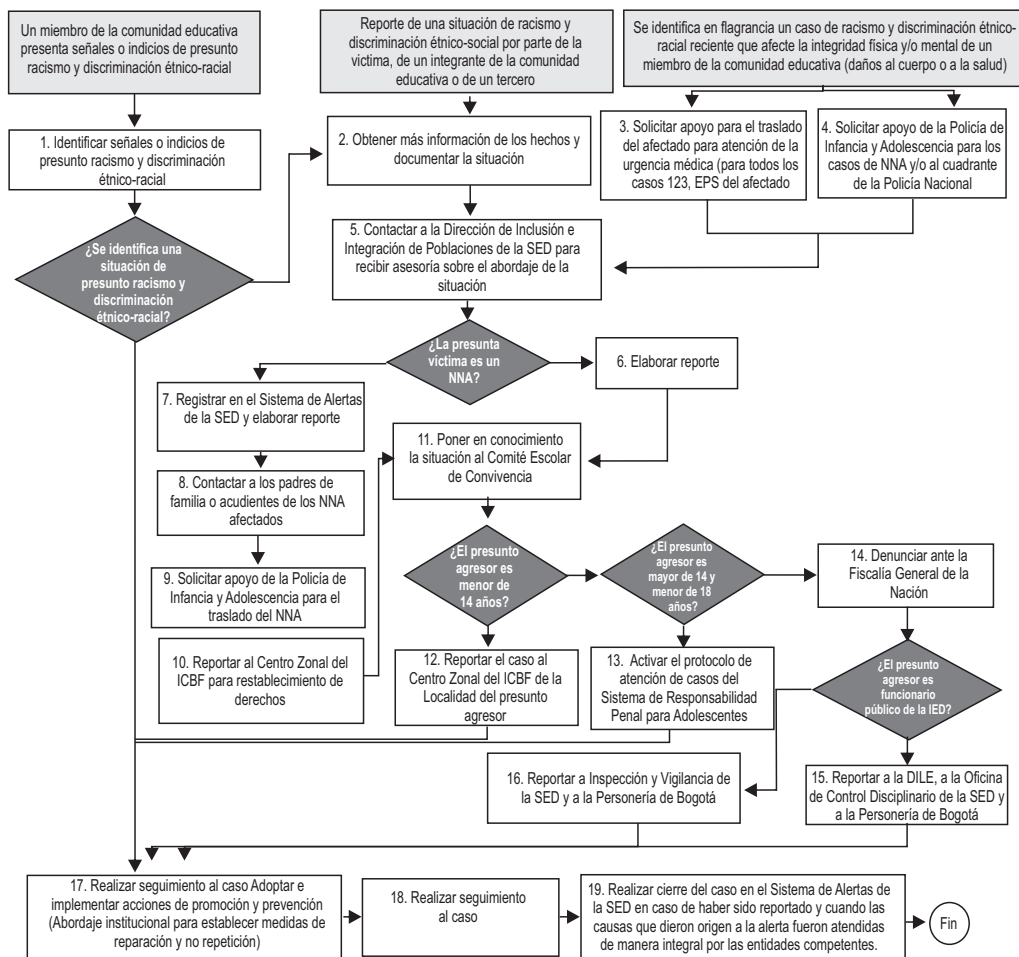 Un miembro de la comunidad educativa
presenta señales o indicios de presunto
racismo y discriminación étnico-racial
Reporte de una situación de racismo y
discriminación étnico-social por parte de la
victima, de un integrante de la comunidad
educativa o de un tercero
Se identifica en flagrancia un caso de racismo y discriminación étnico-
racial reciente que afecte la integridad física y/o mental de un
miembro de la comunidad educativa (daños al cuerpo o a la salud)
1. Identificar señales o indicios de
presunto racismo y discriminación
étnico-racial
2. Obtener más información de los hechos y
documentar la situación
3. Solicitar apoyo para el traslado
del afectado para atención de la
urgencia médica (para todos los
casos 123, EPS del afectado
4. Solicitar apoyo de la Policía de
Infancia y Adolescencia para los
casos de NNA y/o al cuadrante
de la Policía Nacional
¿Se identifica una
situación de
presunto racismo y
discriminación
étnico-racial?
5. Contactar a la Dirección de Inclusión e
Integración de Poblaciones de la SED para
recibir asesoría sobre el abordaje de la
situación
¿La presunta
víctima es un
NNA?
6. Elaborar reporte
7. Registrar en el Sistema de Alertas
de la SED y elaborar reporte
8. Contactar a los padres de
familia o acudientes de los NNA
afectados
9. Solicitar apoyo de la Policía de
Infancia y Adolescencia para el
traslado del NNA
10. Reportar al Centro Zonal del
ICBF para restablecimiento de
derechos
11. Poner en conocimiento
la situación al Comité Escolar
de Convivencia
¿El presunto
agresor es
menor de
14 años?
¿El presunto
agresor es
mayor de 14 y
menor de 18
años?
14. Denunciar ante la
Fiscalía General de la
Nación
12. Reportar el caso al
Centro Zonal del ICBF de la
Localidad del presunto
agresor
13. Activar el protocolo de
atención de casos del
Sistema de Responsabilidad
Penal para Adolescentes
¿El presunto
agresor es
funcionario
público de la IED?
16. Reportar a Inspección y Vigilancia de
la SED y a la Personería de Bogotá
15. Reportar a la DILE, a la Oficina
de Control Disciplinario de la SED y
a la Personería de Bogotá
17. Realizar seguimiento al caso Adoptar e
implementar acciones de promoción y prevención
(Abordaje institucional para establecer medidas de
reparación y no repetición)
18. Realizar seguimiento
al caso
19. Realizar cierre del caso en el Sistema de Alertas de
la SED en caso de haber sido reportado y cuando las
causas que dieron origen a la alerta fueron atendidas
de manera integral por las entidades competentes.
Fin